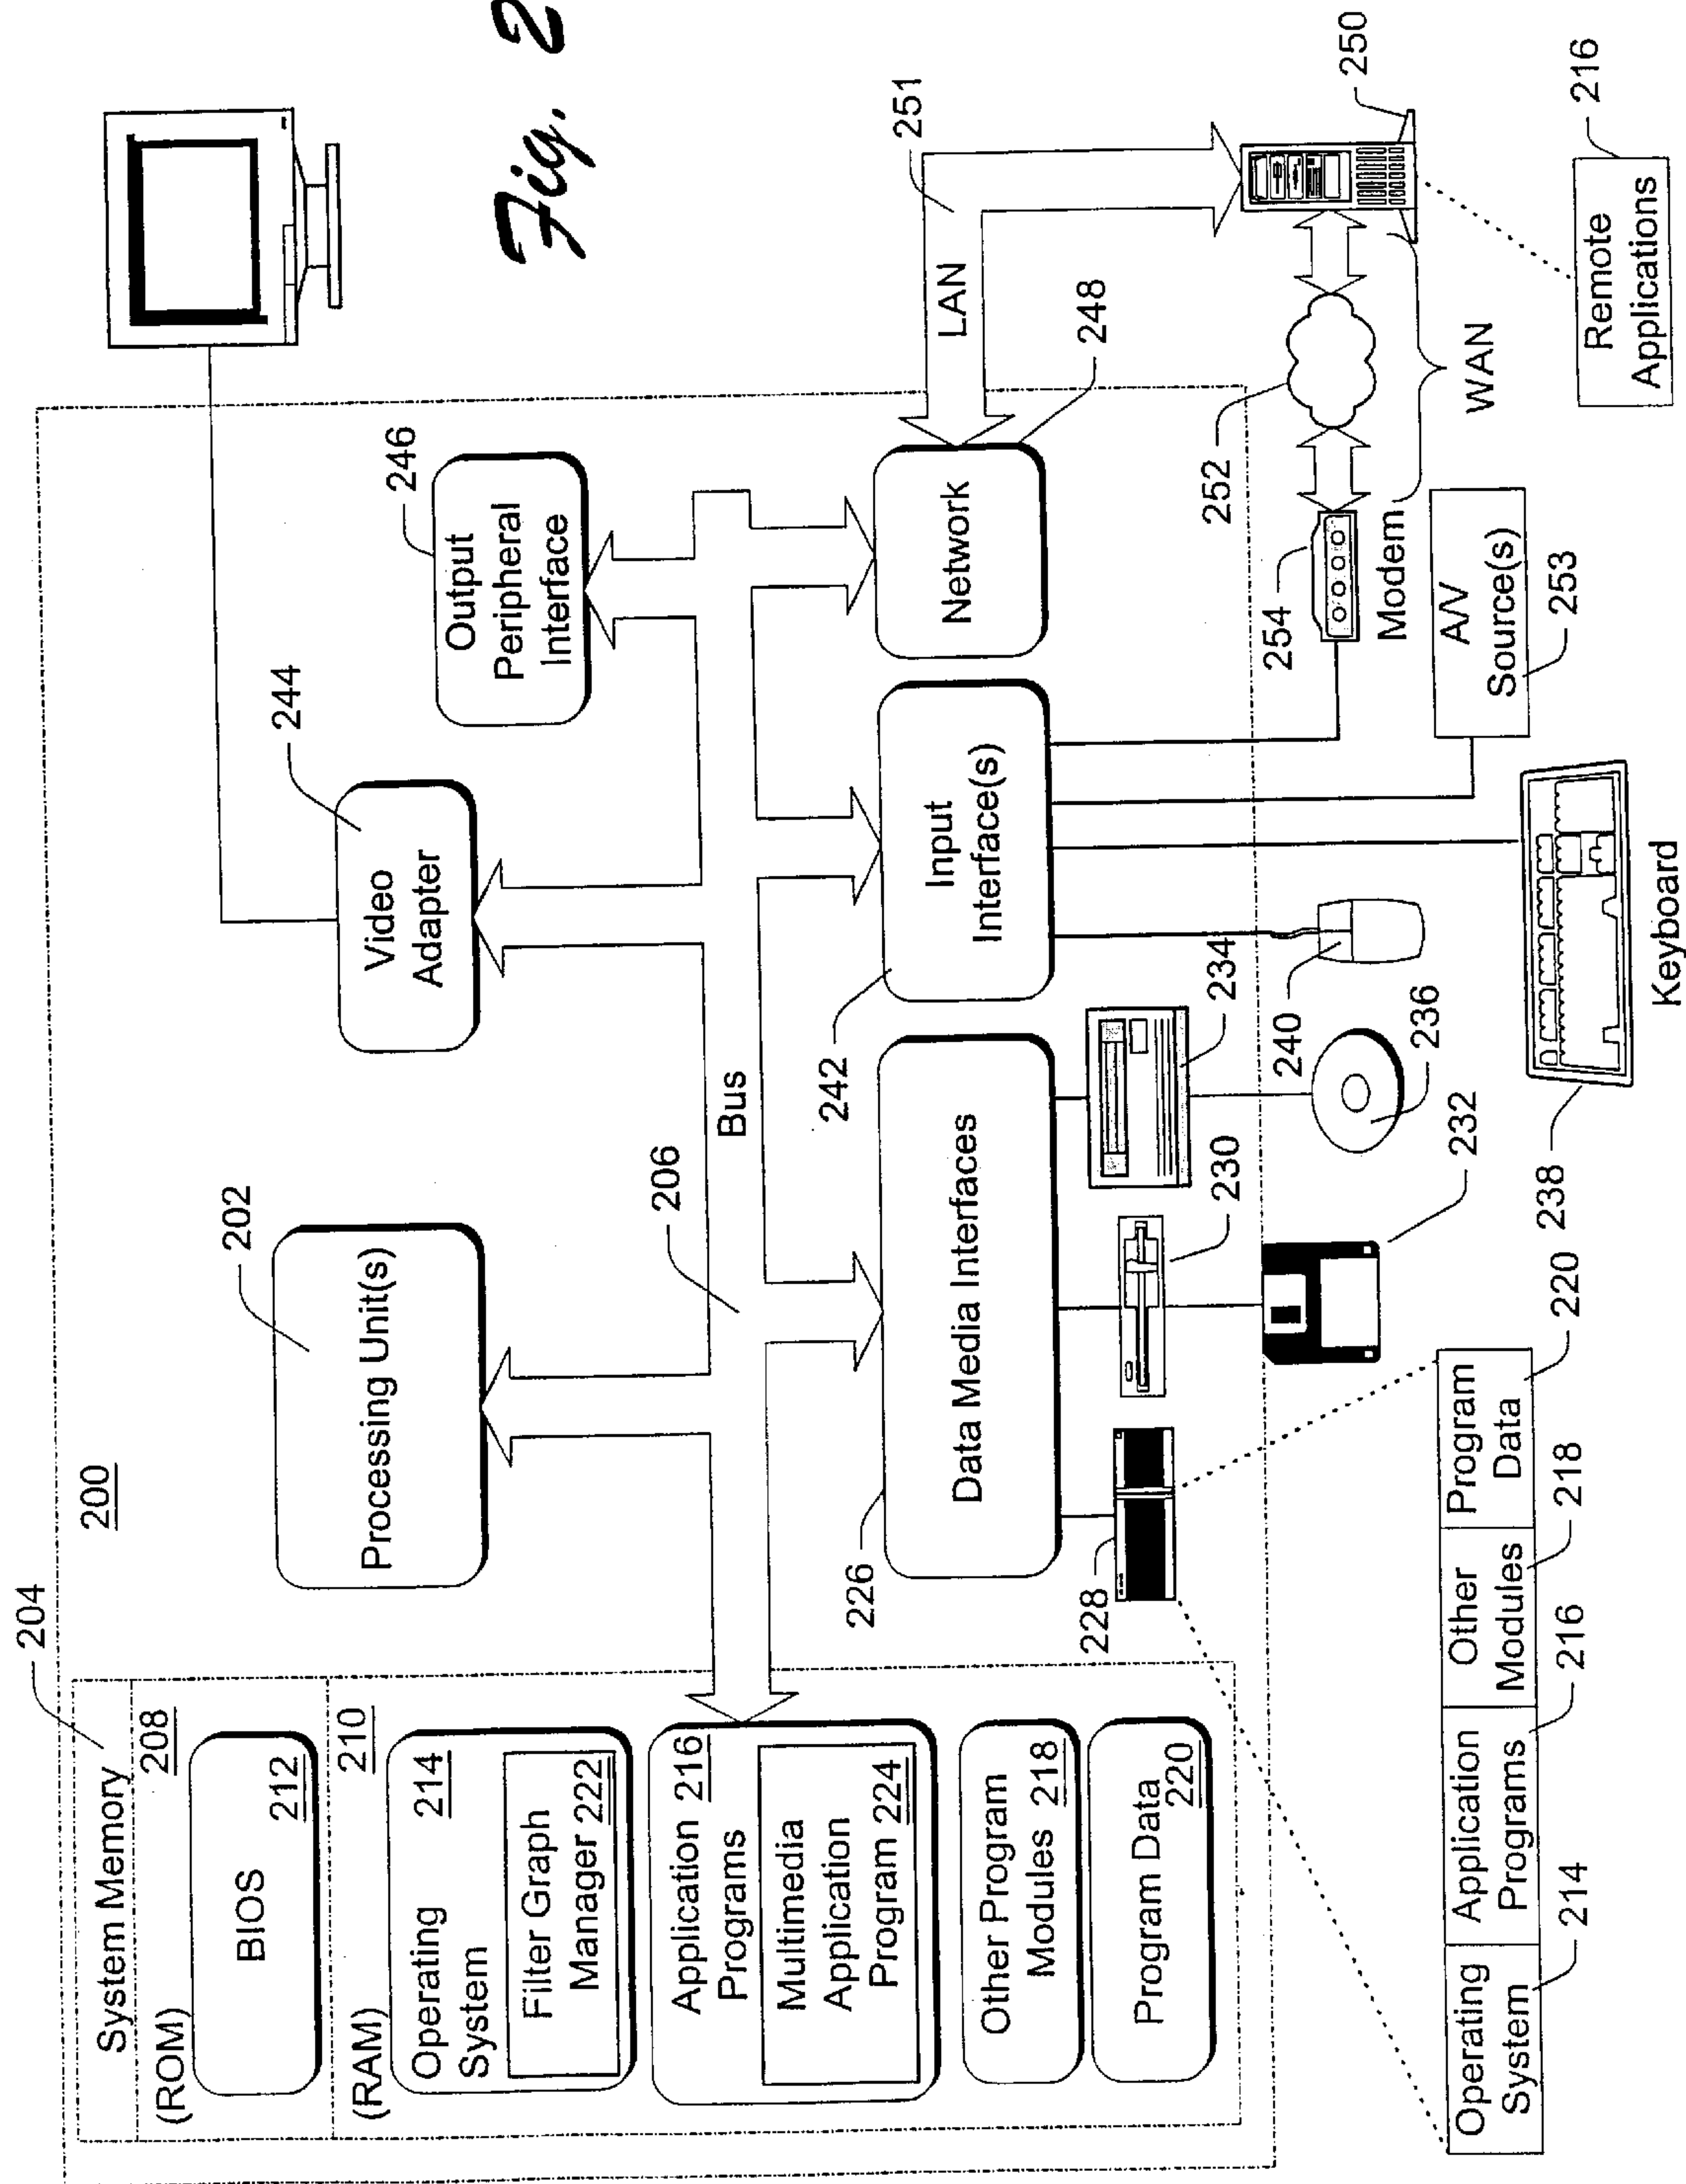 204
200
System Memory
(ROM) 208
BIOS
212
(RAM) 210
Operating
System
214
Filter Graph
Manager 222
Application 216
Programs
Multimedia
Application
Program 224
Other Program
Modules 218
Program Data
220
202
Processing Unit(s)
206
Bus
244
Video
Adapter
246
Output
Peripheral
Interface
Fig. 2
226
Data Media Interfaces
242
Input
Interface(s)
Network
248
LAN
251
228
230
234
232
236
240
238
Keyboard
254
Modem
252
WAN
250
A/V
Source(s)
253
Remote
Applications
216
Operating
System
Application
Programs
Other
Modules
Program
Data
214
216
218
220